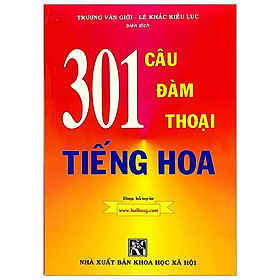 TRƯƠNG VĂN GIỚI - LÊ KHẮC KIỀU LỤC
biên dịch
301 CÂU
ĐÀM
THOẠI
TIẾNG HOA
Được hỗ trợ từ
www.haihang.com
NHÀ XUẤT BẢN KHOA HỌC XÃ HỘI